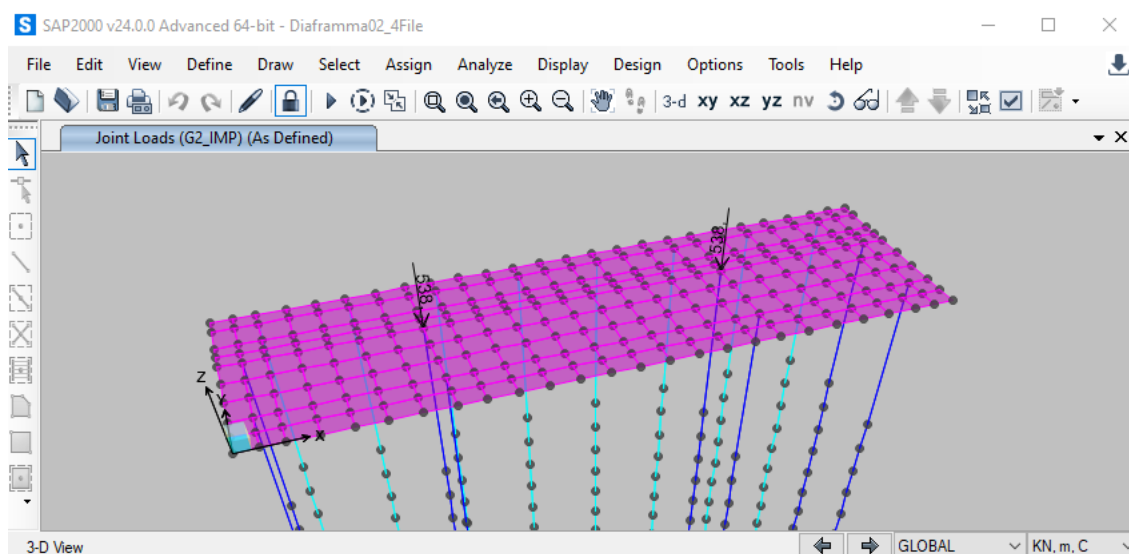 S SAP2000 v24.0.0 Advanced 64-bit - Diaframma02_4File
File Edit View Define Draw Select Assign Analyze Display Design Options Tools Help
3-d xy xz yz nv
Joint Loads (G2_IMP) (As Defined)
538,
538,
Z
Y
X
3-D View GLOBAL KN, m, C